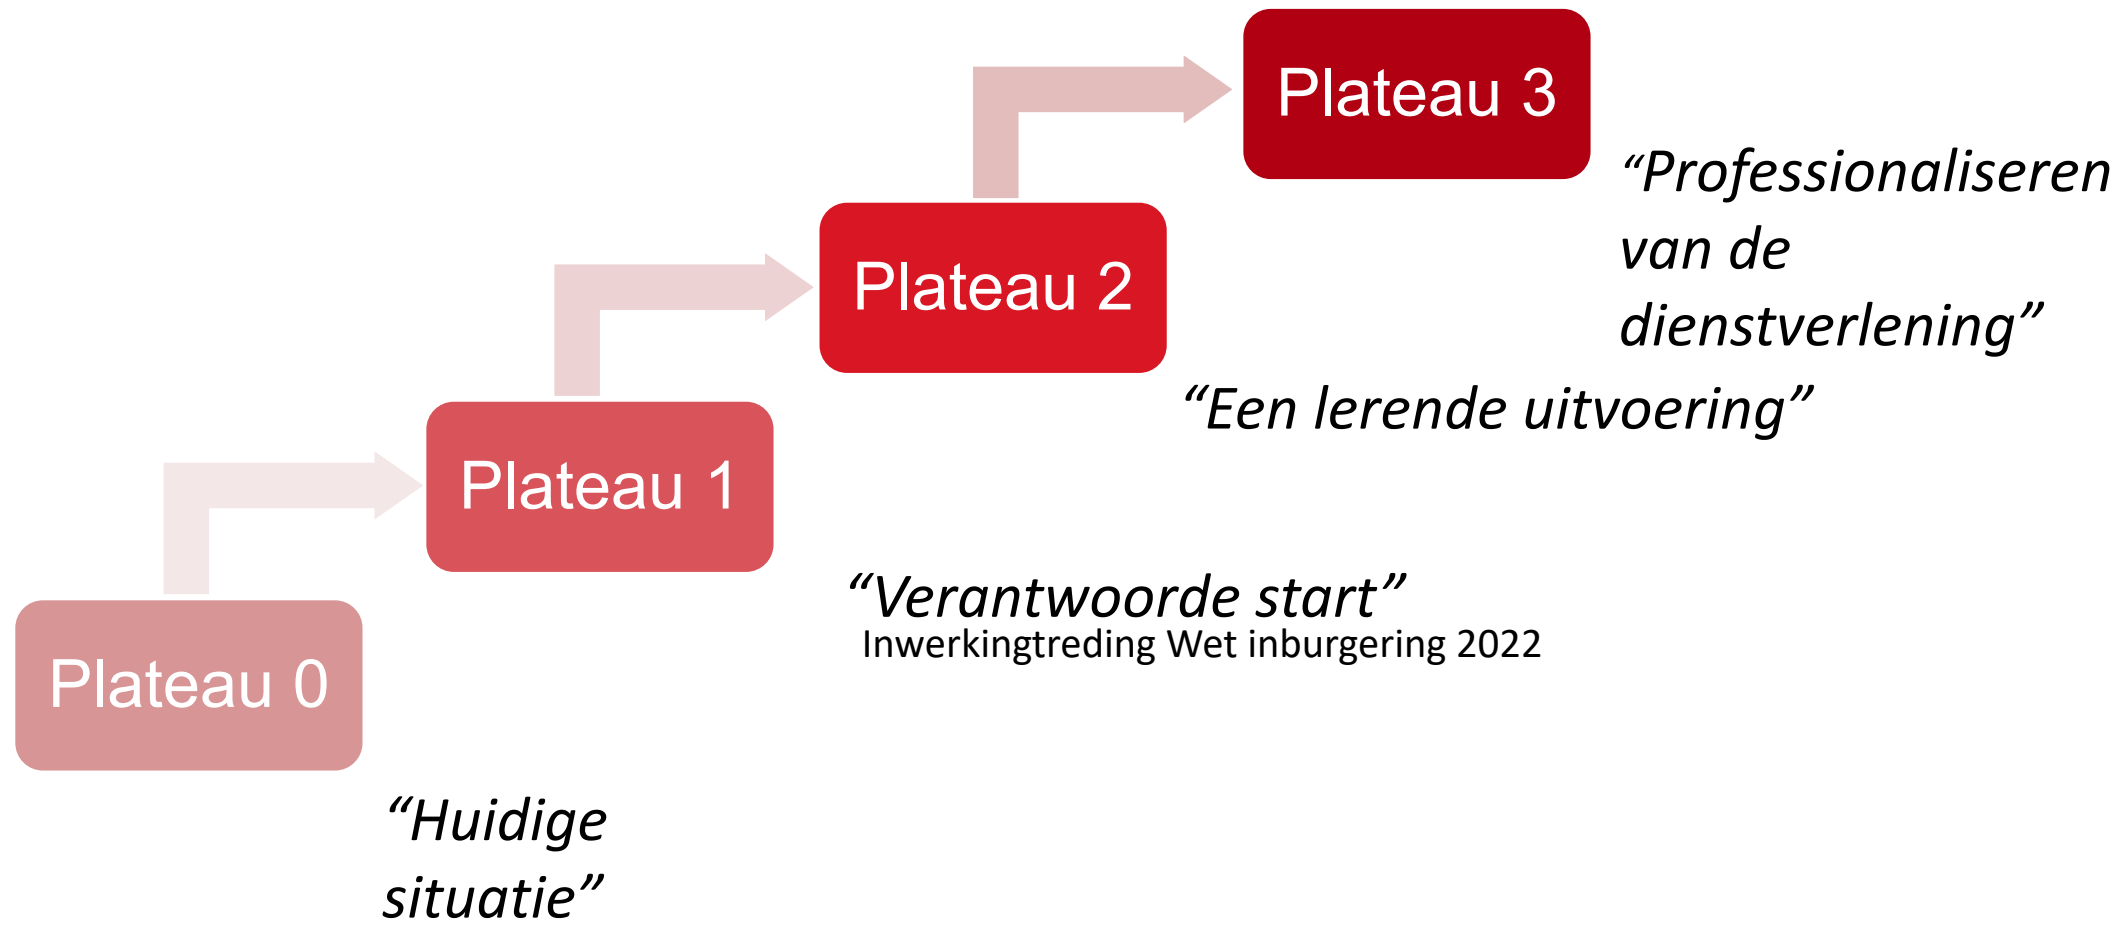 Plateau 3
“Professionaliseren
van de
dienstverlening”
Plateau 2
“Een lerende uitvoering”
Plateau 1
“Verantwoorde start”
Inwerkingtreding Wet inburgering 2022
Plateau 0
“Huidige
situatie”